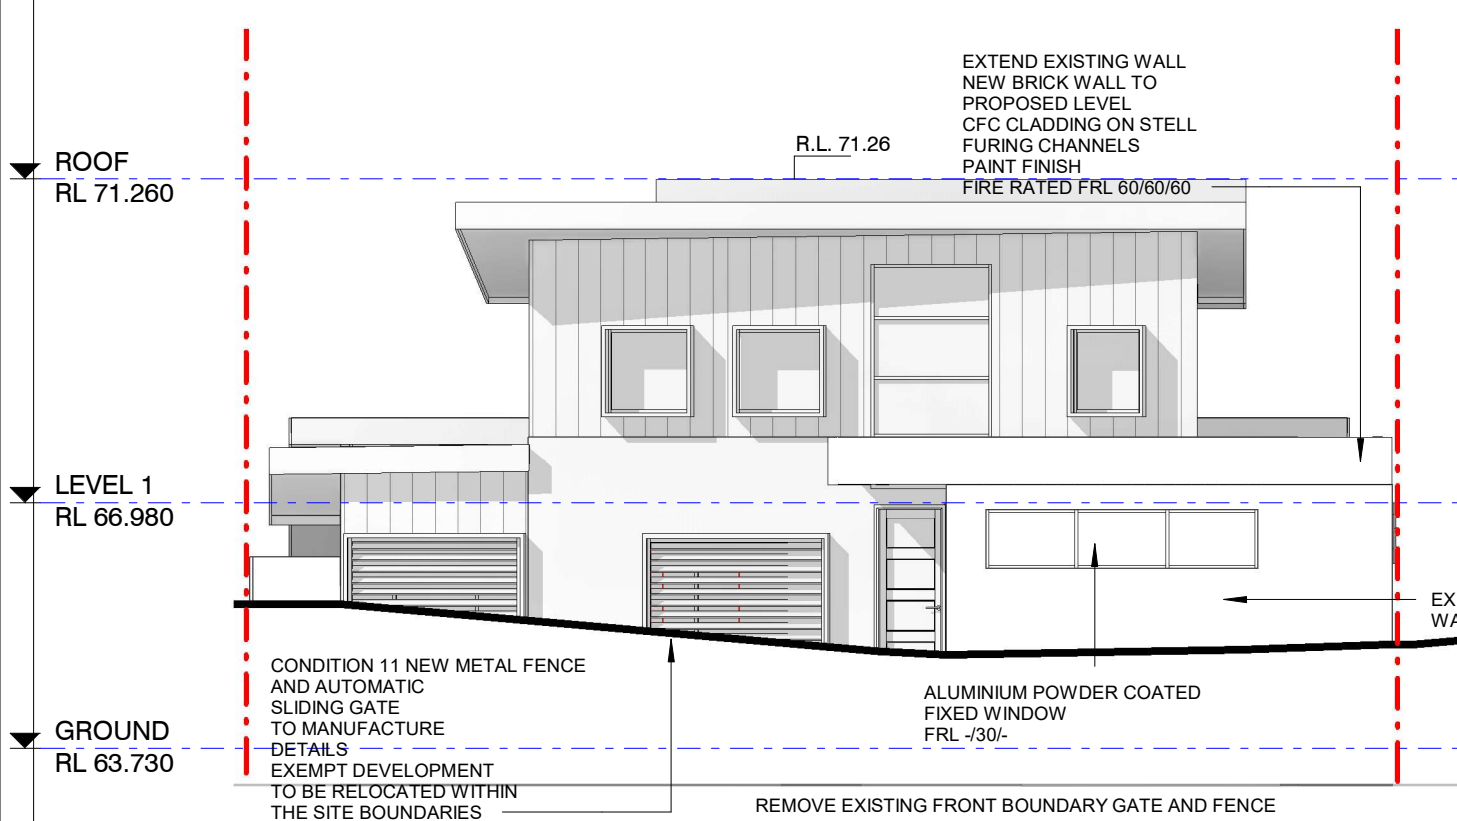 EXTEND EXISTING WALL
NEW BRICK WALL TO
PROPOSED LEVEL
CFC CLADDING ON STELL
FURING CHANNELS
PAINT FINISH
FIRE RATED FRL 60/60/60
R.L. 71.26
ROOF
RL 71.260
LEVEL 1
RL 66.980
GROUND
RL 63.730
EX
WA
CONDITION 11 NEW METAL FENCE
AND AUTOMATIC
SLIDING GATE
TO MANUFACTURE
DETAILS
EXEMPT DEVELOPMENT
TO BE RELOCATED WITHIN
THE SITE BOUNDARIES
ALUMINIUM POWDER COATED
FIXED WINDOW
FRL -/30/-
REMOVE EXISTING FRONT BOUNDARY GATE AND FENCE